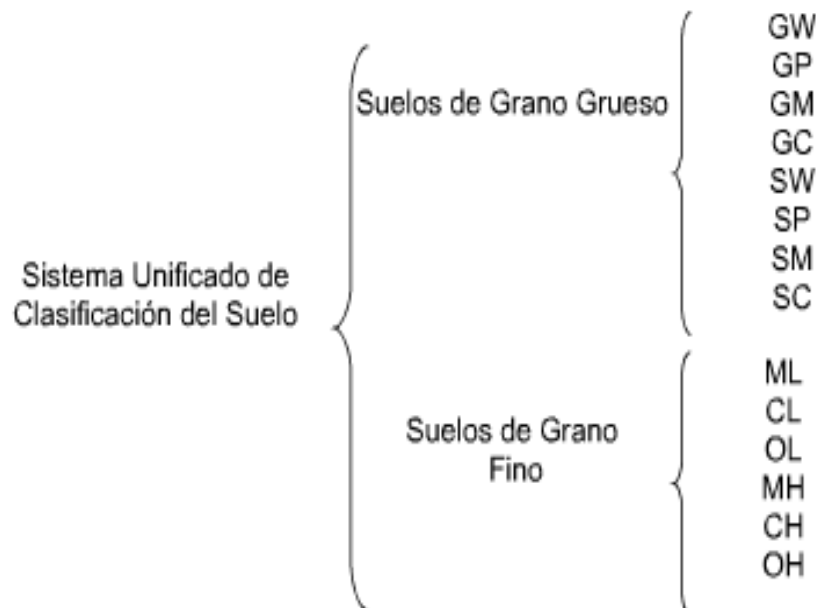 Sistema Unificado de
Clasificación del Suelo
Suelos de Grano Grueso
GW
GP
GM
GC
SW
SP
SM
SC
Suelos de Grano
Fino
ML
CL
OL
MH
CH
OH